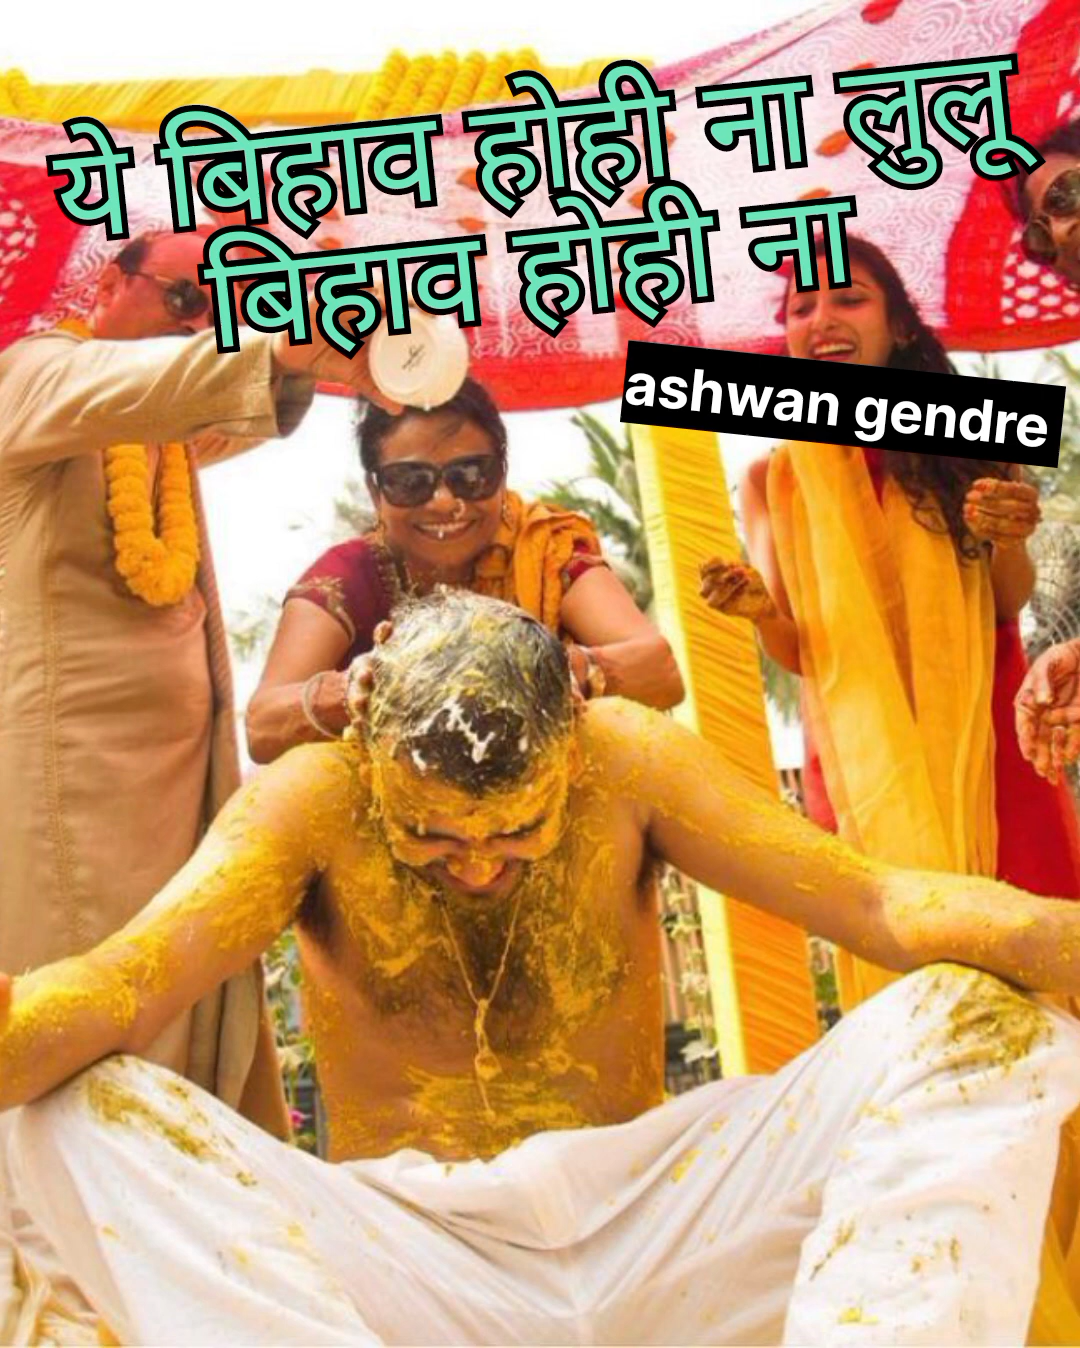 ये बिहाव होही ना लुलू
बिहाव होही ना
ashwan gendre